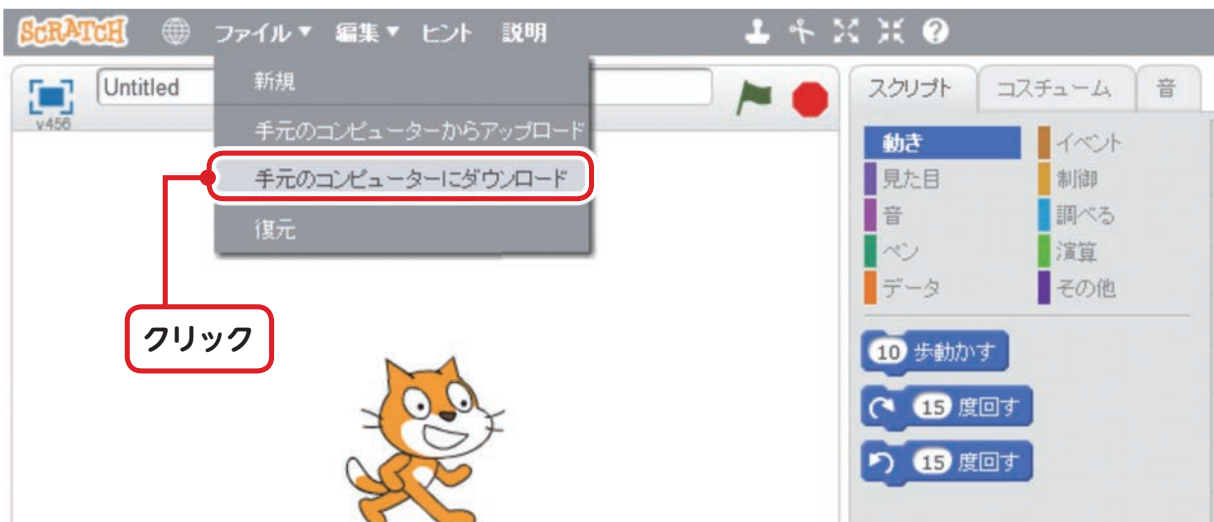 SCRATCH ファイル▼ 編集▼ ヒント 説明
Untitled
v456
新規
手元のコンピューターからアップロード
手元のコンピューターにダウンロード
復元
クリック
スクリプト コスチューム 音
動き イベント
見た目 制御
音 調べる
ペン 演算
データ その他
10 歩動かす
15 度回す
15 度回す